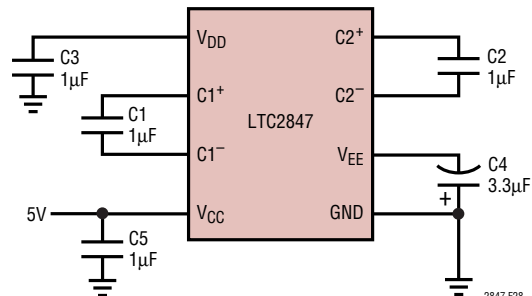 V_DD
C2+
C3
1µF
C2
1µF
C1+
C2−
C1
1µF
LTC2847
C1−
V_EE
C4
3.3µF
+
5V
V_CC
GND
C5
1µF
2847 F28